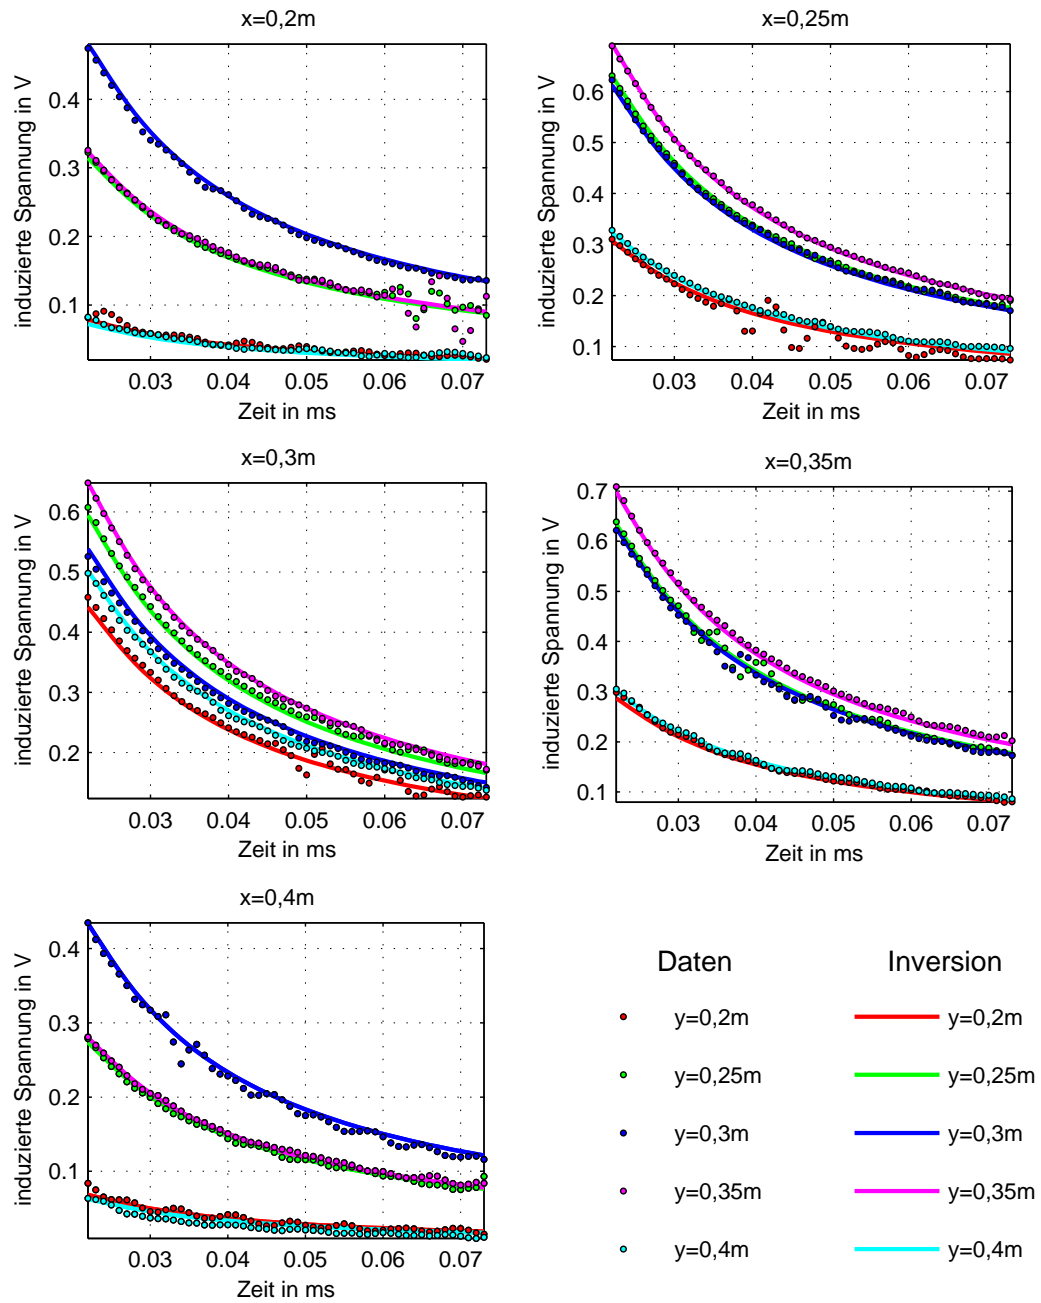 x=0,2m
induzierte Spannung in V
0.4
0.3
0.2
0.1
0.03 0.04 0.05 0.06 0.07
Zeit in ms
x=0,25m
induzierte Spannung in V
0.6
0.5
0.4
0.3
0.2
0.1
0.03 0.04 0.05 0.06 0.07
Zeit in ms
x=0,3m
induzierte Spannung in V
0.6
0.5
0.4
0.3
0.2
0.03 0.04 0.05 0.06 0.07
Zeit in ms
x=0,35m
induzierte Spannung in V
0.7
0.6
0.5
0.4
0.3
0.2
0.1
0.03 0.04 0.05 0.06 0.07
Zeit in ms
x=0,4m
induzierte Spannung in V
0.4
0.3
0.2
0.1
0.03 0.04 0.05 0.06 0.07
Zeit in ms
Daten Inversion
y=0,2m y=0,2m
y=0,25m y=0,25m
y=0,3m y=0,3m
y=0,35m y=0,35m
y=0,4m y=0,4m